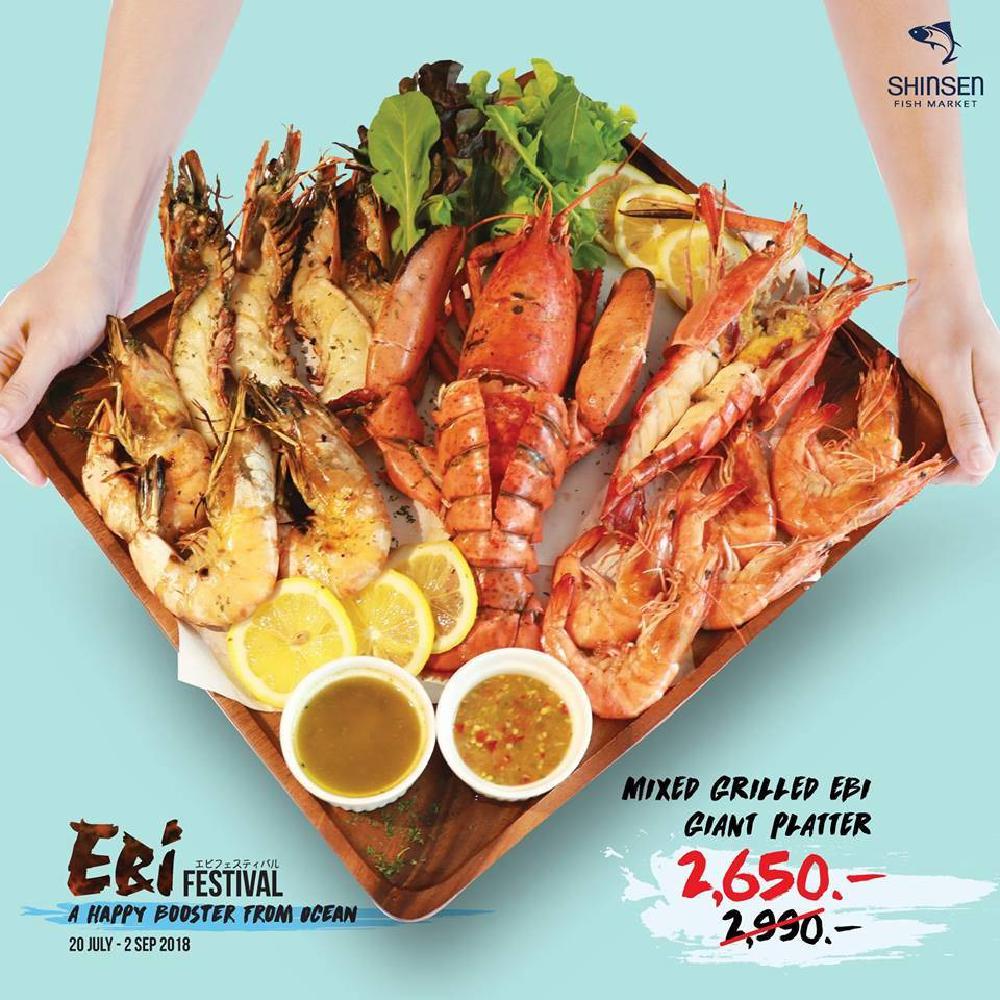 SHINSEN
FISH MARKET
MIXED GRILLED EBI
GIANT PLATTER
2,650.-
2,990.-
EBI
エビフェスティバル
FESTIVAL
A HAPPY BOOSTER FROM OCEAN
20 JULY - 2 SEP 2018